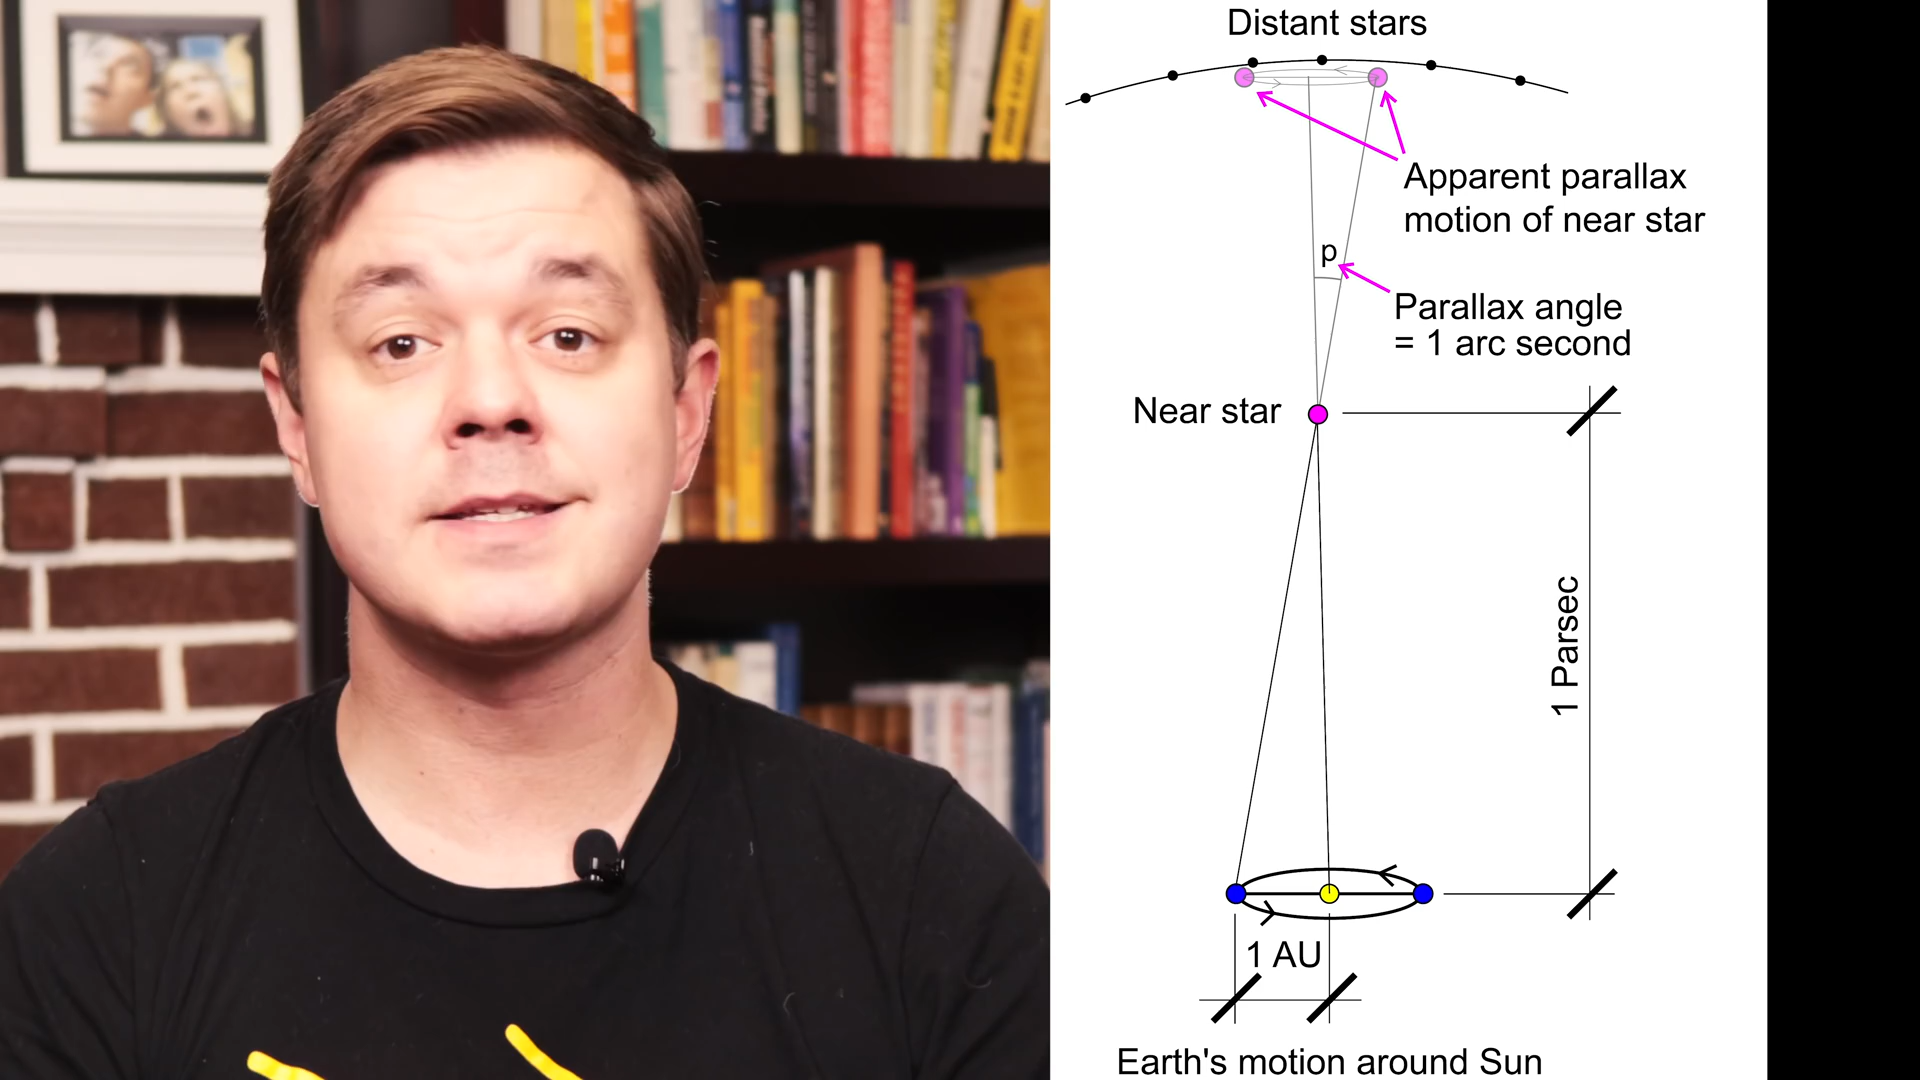 Distant stars
Apparent parallax
motion of near star
p
Parallax angle
= 1 arc second
Near star
1 Parsec
1 AU
Earth's motion around Sun